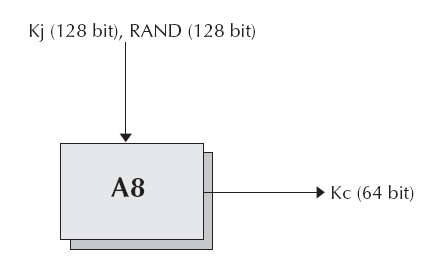 Kj (128 bit), RAND (128 bit)
A8
Kc (64 bit)